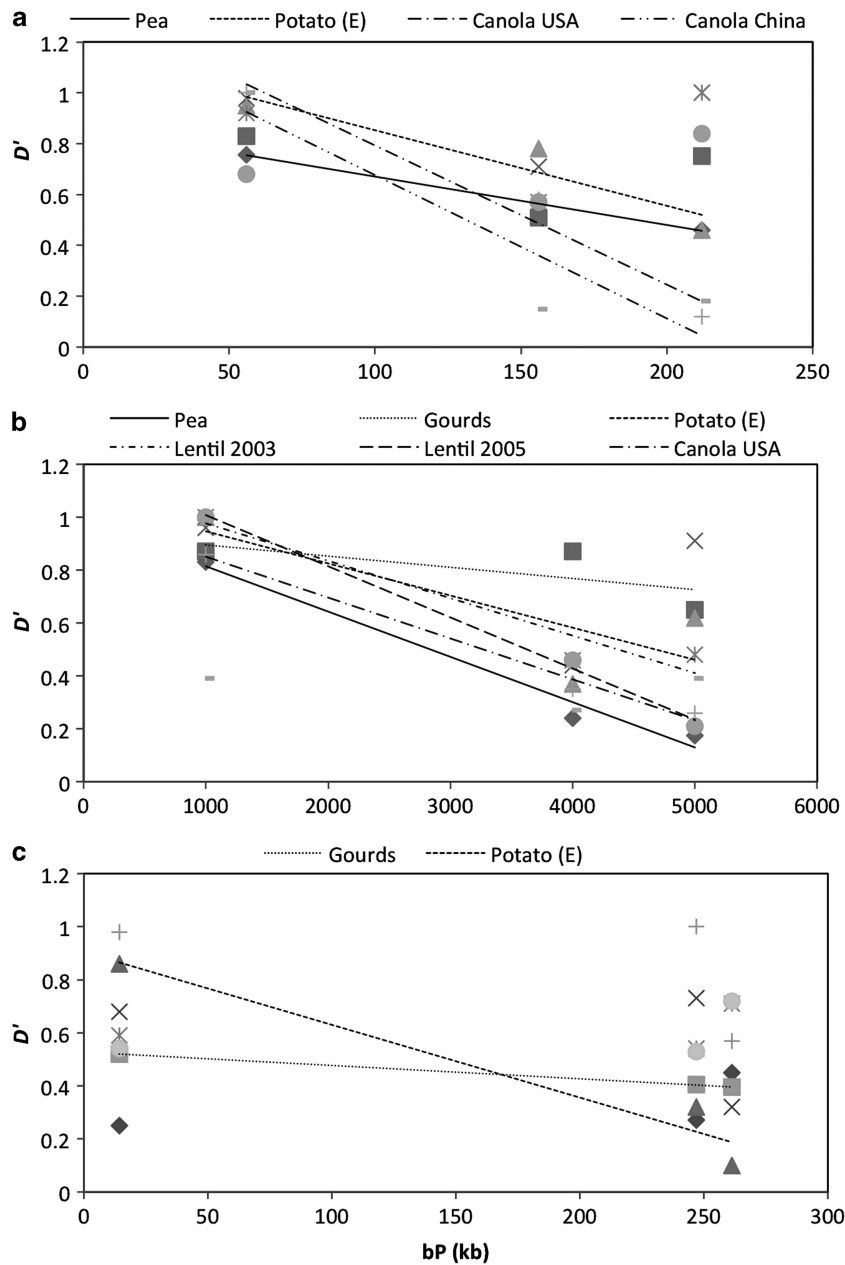 a
Pea Potato (E) Canola USA Canola China
1.2
1
0.8
0.6
0.4
0.2
0
D'
0 50 100 150 200 250
b
Pea Gourds Potato (E)
Lentil 2003 Lentil 2005 Canola USA
1.2
1
0.8
0.6
0.4
0.2
0
D'
0 1000 2000 3000 4000 5000 6000
c
Gourds Potato (E)
1.2
1
0.8
0.6
0.4
0.2
0
D'
0 50 100 150 200 250 300
bP (kb)